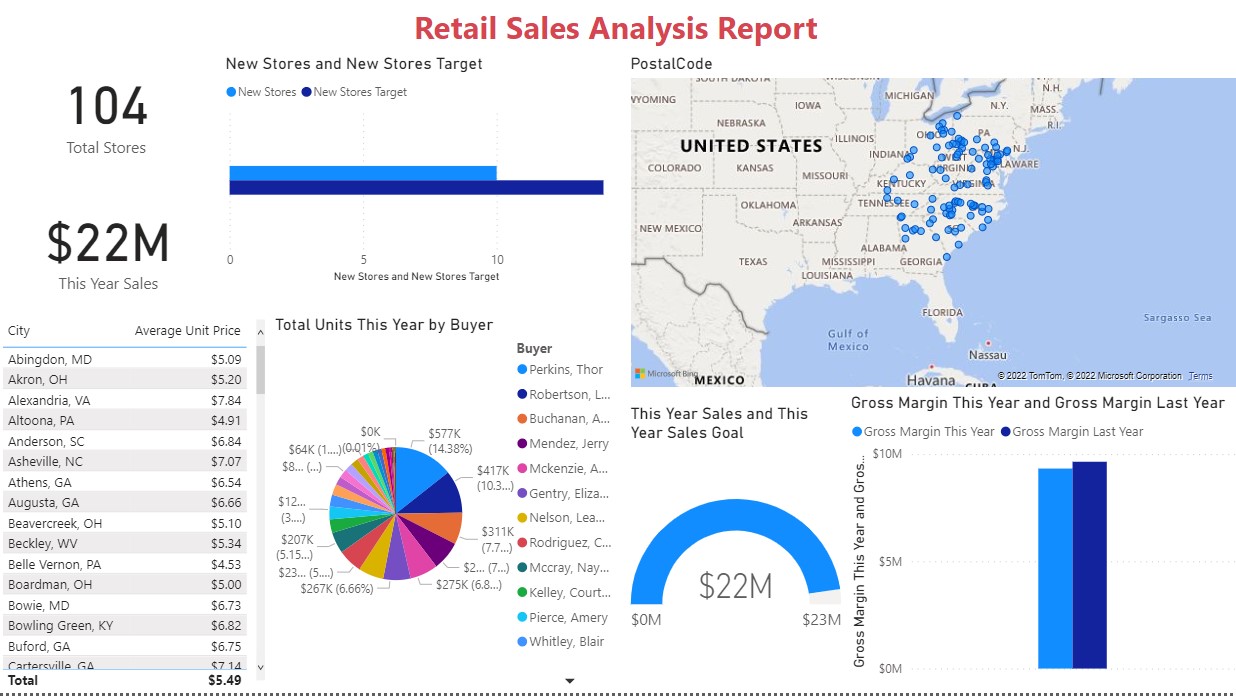 Retail Sales Analysis Report
104
Total Stores
$22M
This Year Sales
New Stores and New Stores Target
New Stores
New Stores Target
0
5
10
New Stores and New Stores Target
PostalCode
SOUTH DAKOTA
WISCONSIN
WYOMING
MICHIGAN
N.H.
N.Y.
MASS.
R.I.
IOWA
NEBRASKA
ILLINOIS
OHIO
PA
N.J.
UNITED STATES
INDIANA
WEST
VIRGINIA
DELAWARE
COLORADO
KANSAS
MISSOURI
KENTUCKY
VIRGINIA
OKLAHOMA
TENNESSEE
ARKANSAS
NEW MEXICO
ALABAMA
TEXAS
MISSISSIPPI
GEORGIA
LOUISIANA
FLORIDA
Sargasso Sea
Gulf of
Mexico
Nassau
Microsoft Bing
MEXICO
Havana
CUBA
© 2022 TomTom, © 2022 Microsoft Corporation Terms
City Average Unit Price
Abingdon, MD $5.09
Akron, OH $5.20
Alexandria, VA $7.84
Altoona, PA $4.91
Anderson, SC $6.84
Asheville, NC $7.07
Athens, GA $6.54
Augusta, GA $6.66
Beavercreek, OH $5.10
Beckley, WV $5.34
Belle Vernon, PA $4.53
Boardman, OH $5.00
Bowie, MD $6.73
Bowling Green, KY $6.82
Buford, GA $6.75
Cartersville, GA $7.14
Total $5.49
Total Units This Year by Buyer
$0K
(0.01%)
$577K
(14.38%)
$417K
(10.3...)
$311K
(7.7...)
$2... (7...)
$275K (6.8...)
$267K (6.66%)
$23... (5....)
$207K
(5.15...)
$12...
(3....)
$8... (...)
$64K (1....)
Buyer
Perkins, Thor
Robertson, L...
Buchanan, A...
Mendez, Jerry
Mckenzie, A...
Gentry, Eliza...
Nelson, Lea...
Rodriguez, C...
Mccray, Nay...
Kelley, Court...
Pierce, Amery
Whitley, Blair
This Year Sales and This
Year Sales Goal
$22M
$0M
$23M
Gross Margin This Year and Gross Margin Last Year
Gross Margin This Year
Gross Margin Last Year
Gross Margin This Year and Gros...
$10M
$5M
$0M